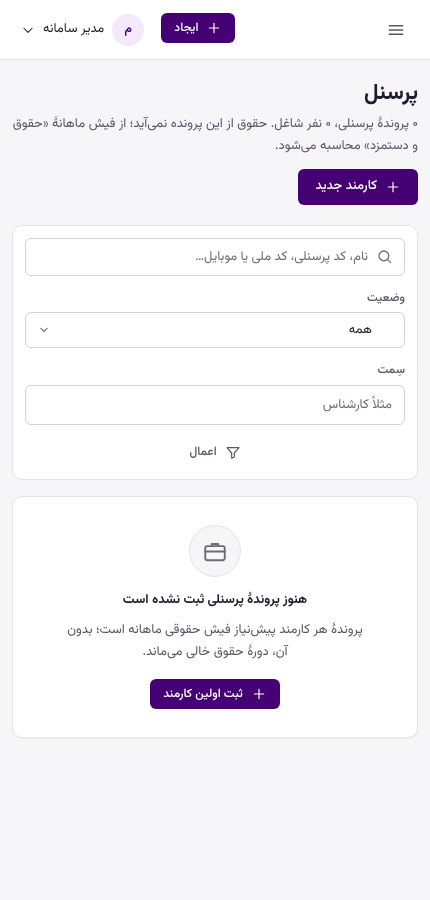 ایجاد
م
مدیر سامانه
پرسنل
۰ پروندهٔ پرسنلی، ۰ نفر شاغل. حقوق از این پرونده نمی‌آید؛ از فیش ماهانهٔ «حقوق
و دستمزد» محاسبه می‌شود.
کارمند جدید
نام، کد پرسنلی، کد ملی یا موبایل…
وضعیت
همه
سِمت
مثلاً کارشناس
اعمال
هنوز پروندهٔ پرسنلی ثبت نشده است
پروندهٔ هر کارمند پیش‌نیاز فیش حقوقی ماهانه است؛ بدون
آن، دورهٔ حقوق خالی می‌ماند.
ثبت اولین کارمند